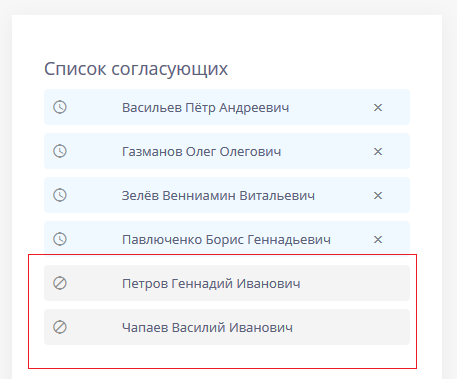 Список согласующих
Васильев Пётр Андреевич
Газманов Олег Олегович
Зелёв Венниамин Витальевич
Павлюченко Борис Геннадьевич
Петров Геннадий Иванович
Чапаев Василий Иванович